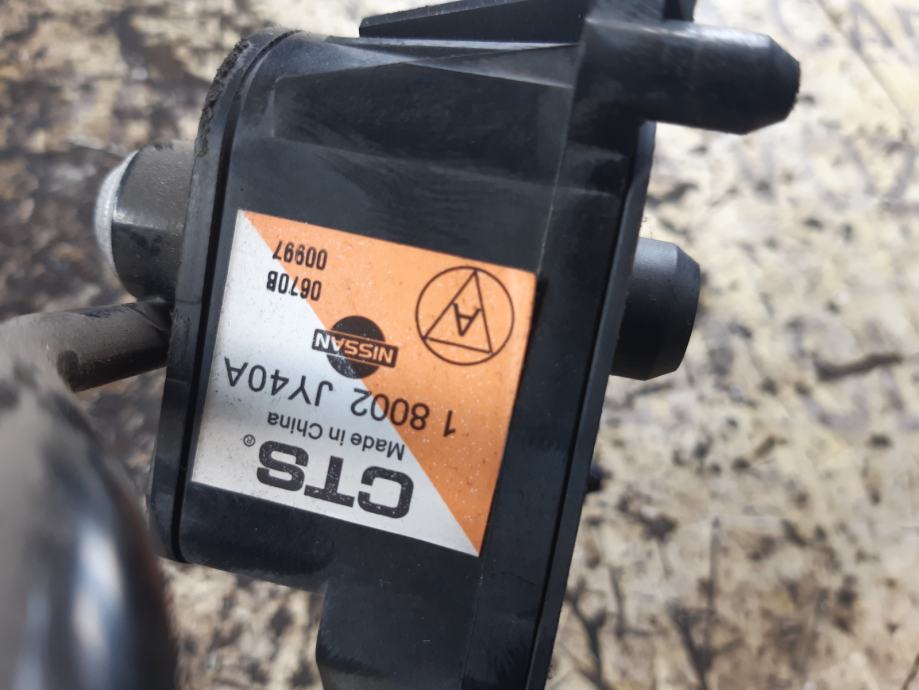 CTS®
Made in China
1 8002 JY40A
NISSAN
A
0670B
00997